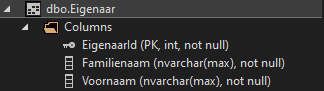 dbo.Eigenaar
Columns
EigenaarId (PK, int, not null)
Familienaam (nvarchar(max), not null)
Voornaam (nvarchar(max), not null)